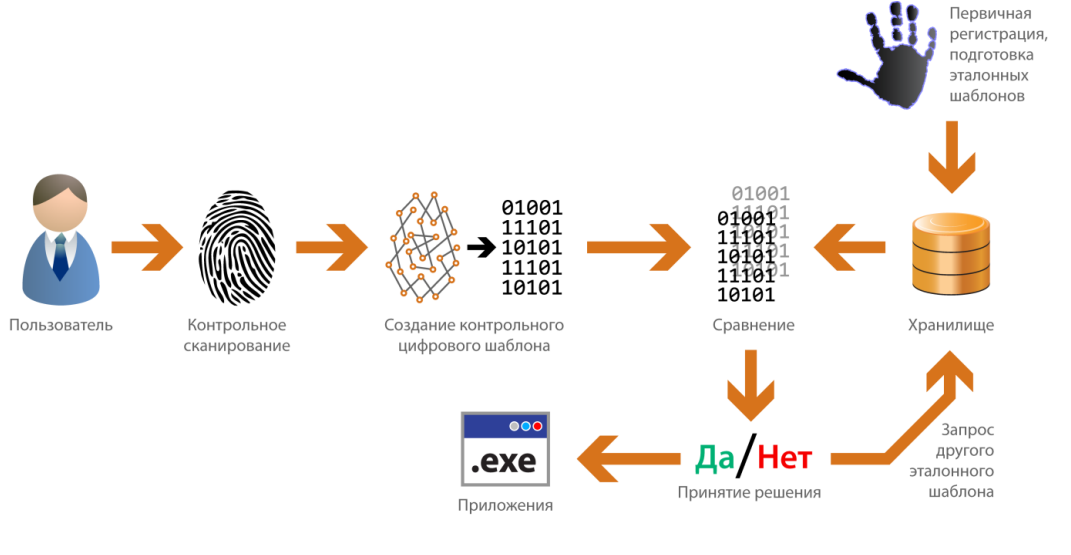 Первичная
регистрация,
подготовка
эталонных
шаблонов
01001
11101
10101
11101
10101
01001
11101
10101
11101
10101
01001
11101
10101
11101
10101
Пользователь
Контрольное
сканирование
Создание контрольного
цифрового шаблона
Сравнение
Хранилище
.exe
Приложения
Да/Нет
Принятие решения
Запрос
другого
эталонного
шаблона